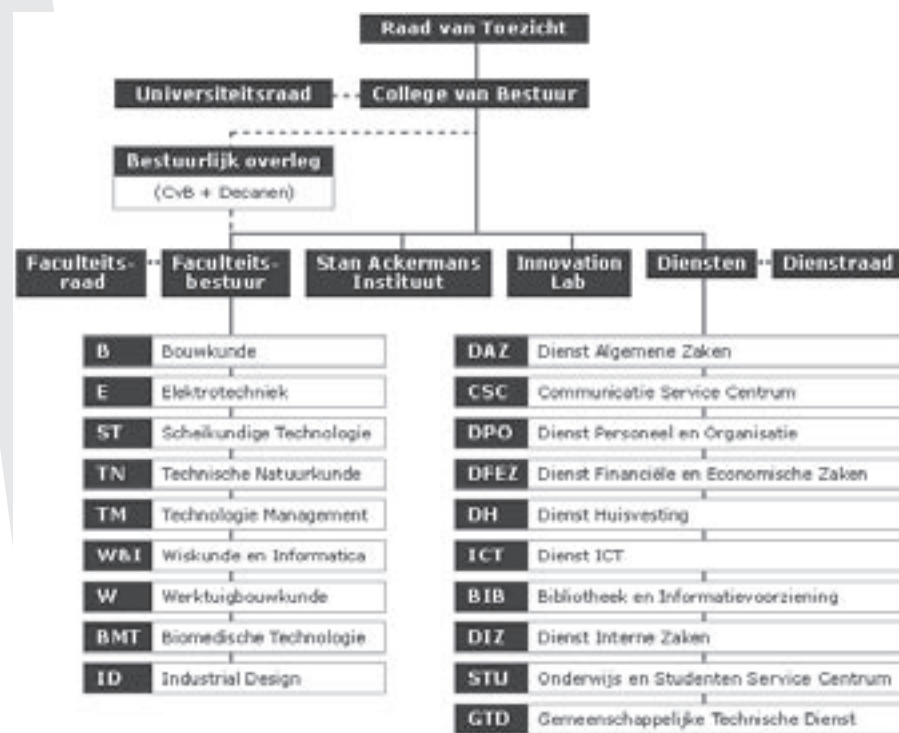 Raad van Toezicht
Universiteitsraad
College van Bestuur
Bestuurlijk overleg
(CvB + Decanen)
Faculteits-
raad
Faculteits-
bestuur
Stan Ackermans
Instituut
Innovation
Lab
Diensten
Dienstraad
B Bouwkunde
E Elektrotechniek
ST Scheikundige Technologie
TN Technische Natuurkunde
TM Technologie Management
W&I Wiskunde en Informatica
W Werktuigbouwkunde
BMT Biomedische Technologie
ID Industrial Design
DAZ Dienst Algemene Zaken
CSC Communicatie Service Centrum
DPO Dienst Personeel en Organisatie
DFEZ Dienst Financiële en Economische Zaken
DH Dienst Huisvesting
ICT Dienst ICT
BIB Bibliotheek en Informatievoorziening
DIZ Dienst Interne Zaken
STU Onderwijs en Studenten Service Centrum
GTD Gemeenschappelijke Technische Dienst